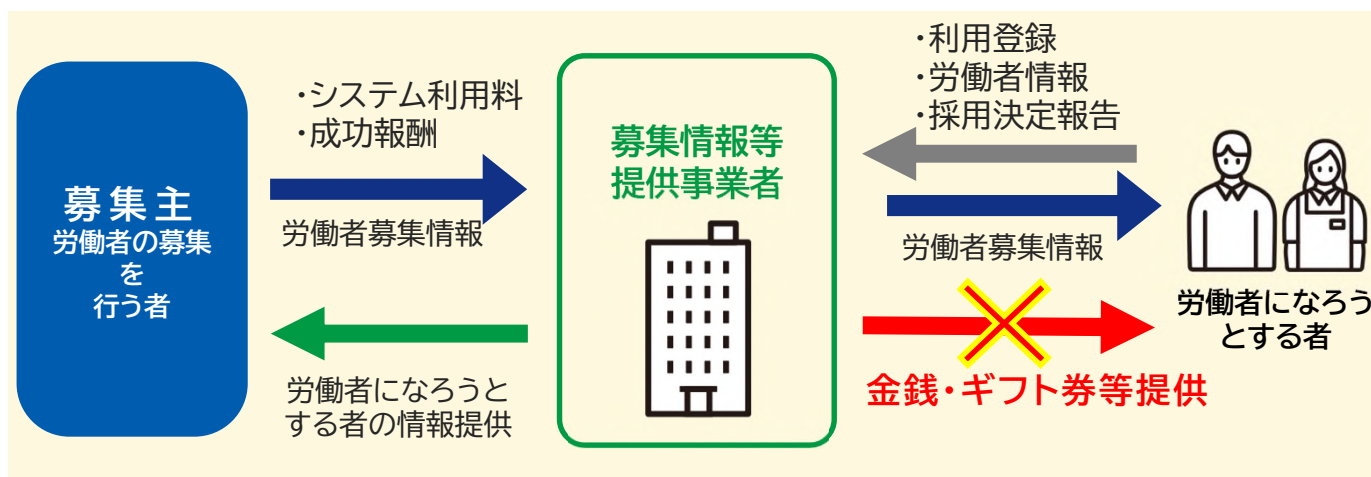 募集主
労働者の募集
を
行う者
・システム利用料
・成功報酬
労働者募集情報
労働者になろうと
する者の情報提供
募集情報等
提供事業者
・利用登録
・労働者情報
・採用決定報告
労働者募集情報
金銭・ギフト券等提供
労働者になろう
とする者